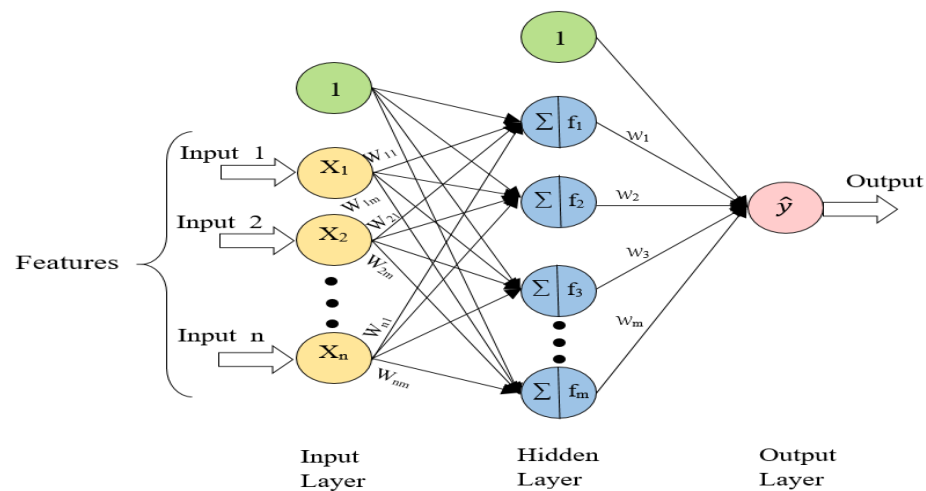 1
1
Σ f₁
Input 1
X₁
W₁₁
w₁
W₁ₘ
Input 2
X₂
W₂₁
Σ f₂
w₂
ŷ
Output
W₂ₘ
Features
Σ f₃
w₃
Input n
Xₙ
Wₙ₁
Wₙₘ
wₘ
Σ fₘ
Input
Layer
Hidden
Layer
Output
Layer